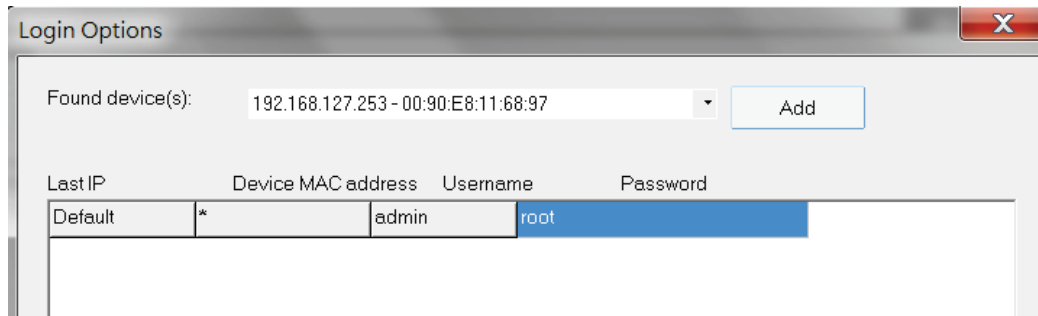 Login Options
X
Found device(s): 192.168.127.253 - 00:90:E8:11:68:97 Add
Last IP Device MAC address Username Password
Default * admin root